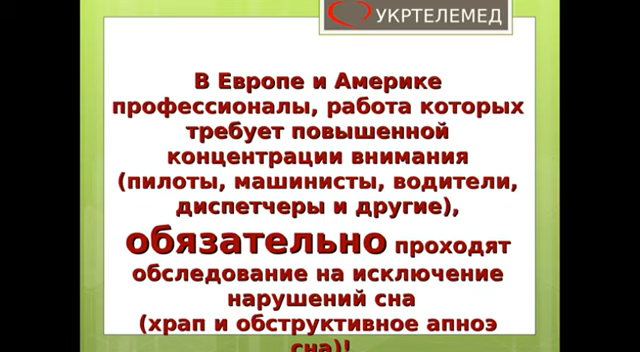 УКРТЕЛЕМЕД
В Европе и Америке
профессионалы, работа которых
требует повышенной
концентрации внимания
(пилоты, машинисты, водители,
диспетчеры и другие),
обязательно проходят
обследование на исключение
нарушений сна
(храп и обструктивное апноэ
сна)!